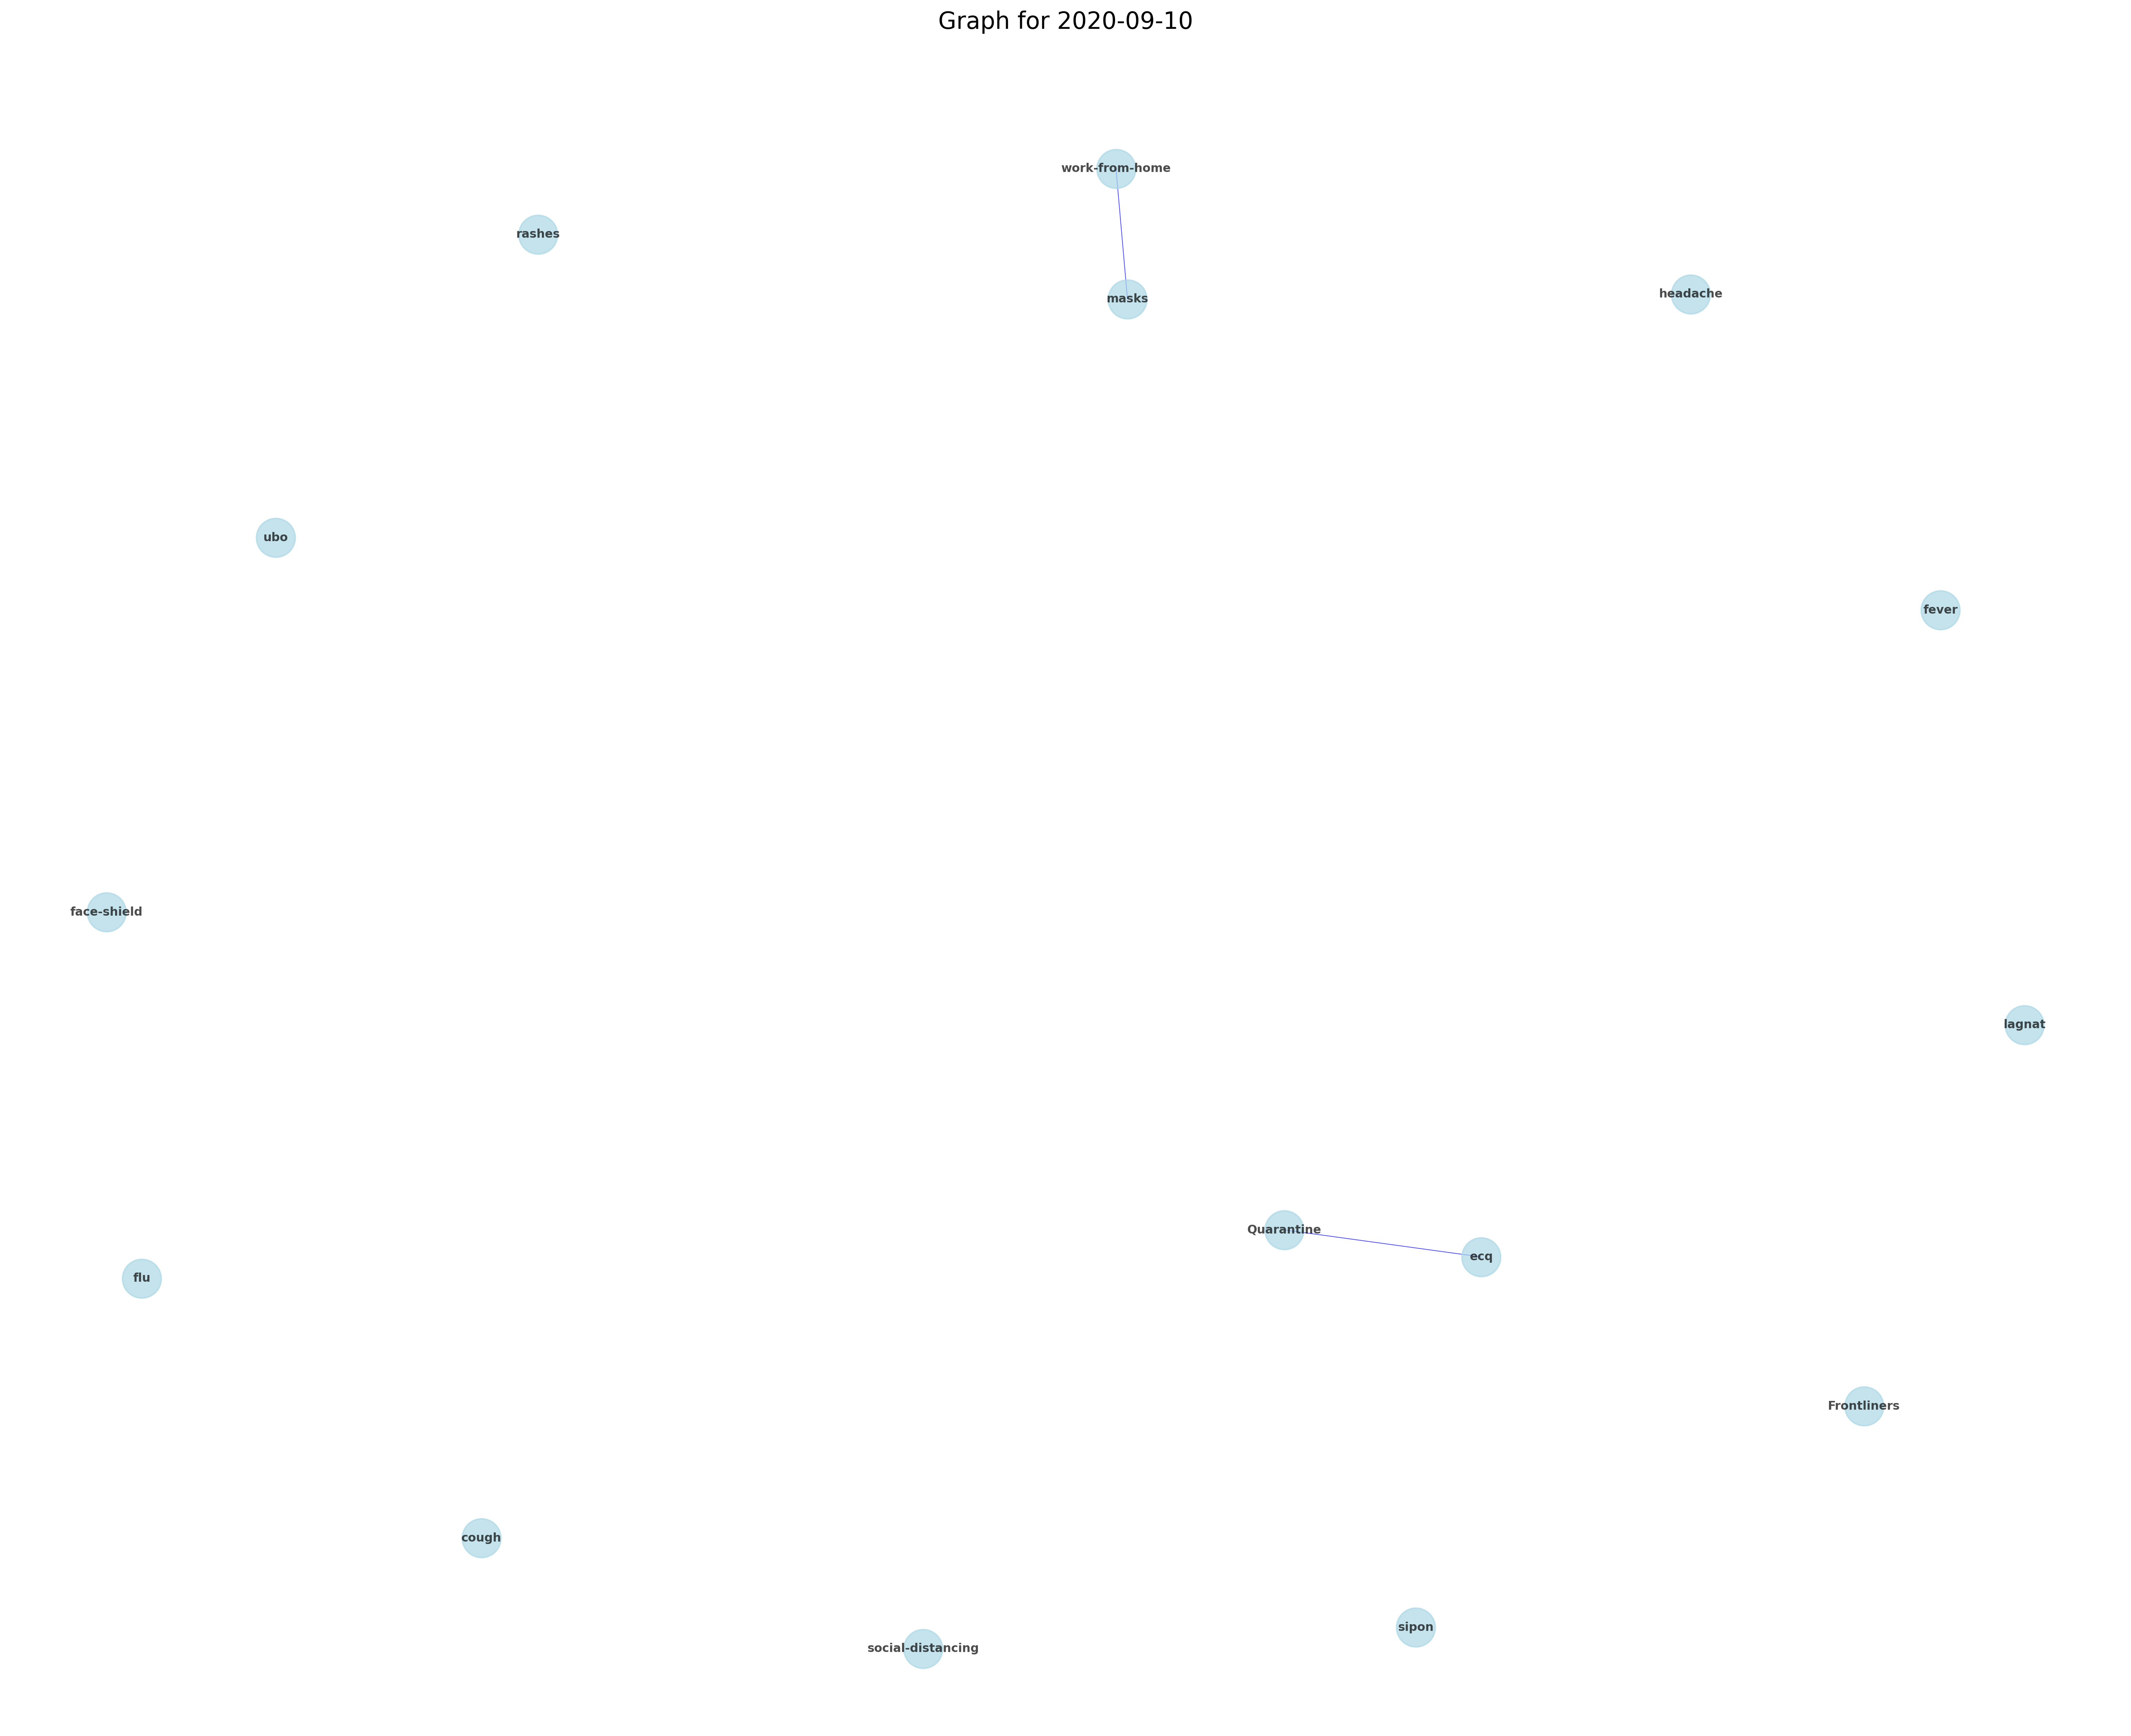 Graph for 2020-09-10
work-from-home
rashes
masks
headache
ubo
fever
face-shield
lagnat
Quarantine
ecq
flu
Frontliners
cough
sipon
social-distancing